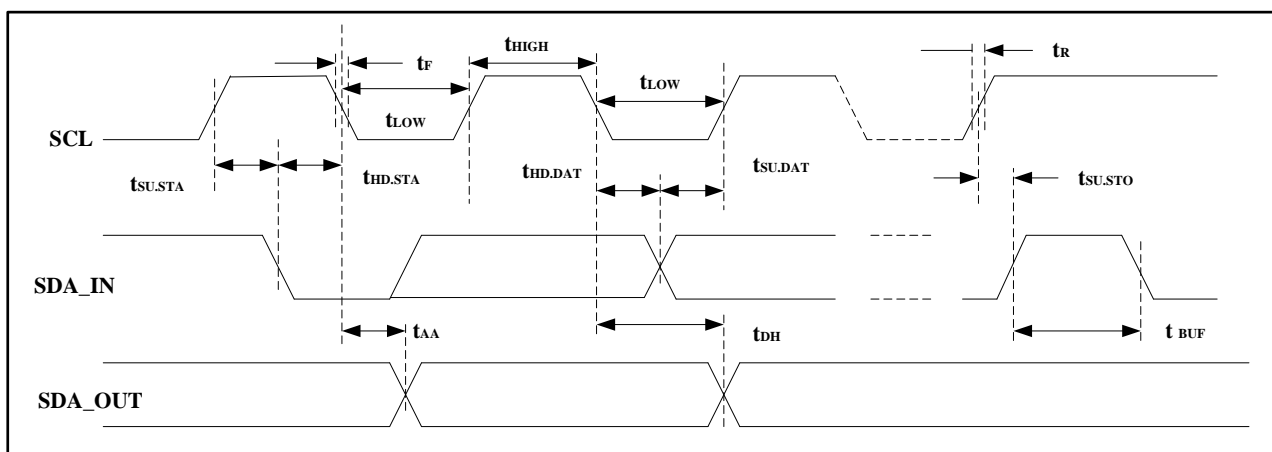 tF
tHIGH
tR
tLOW
tLOW
SCL
tSU.STA
tHD.STA
tHD.DAT
tSU.DAT
tSU.STO
SDA_IN
tAA
tDH
t BUF
SDA_OUT